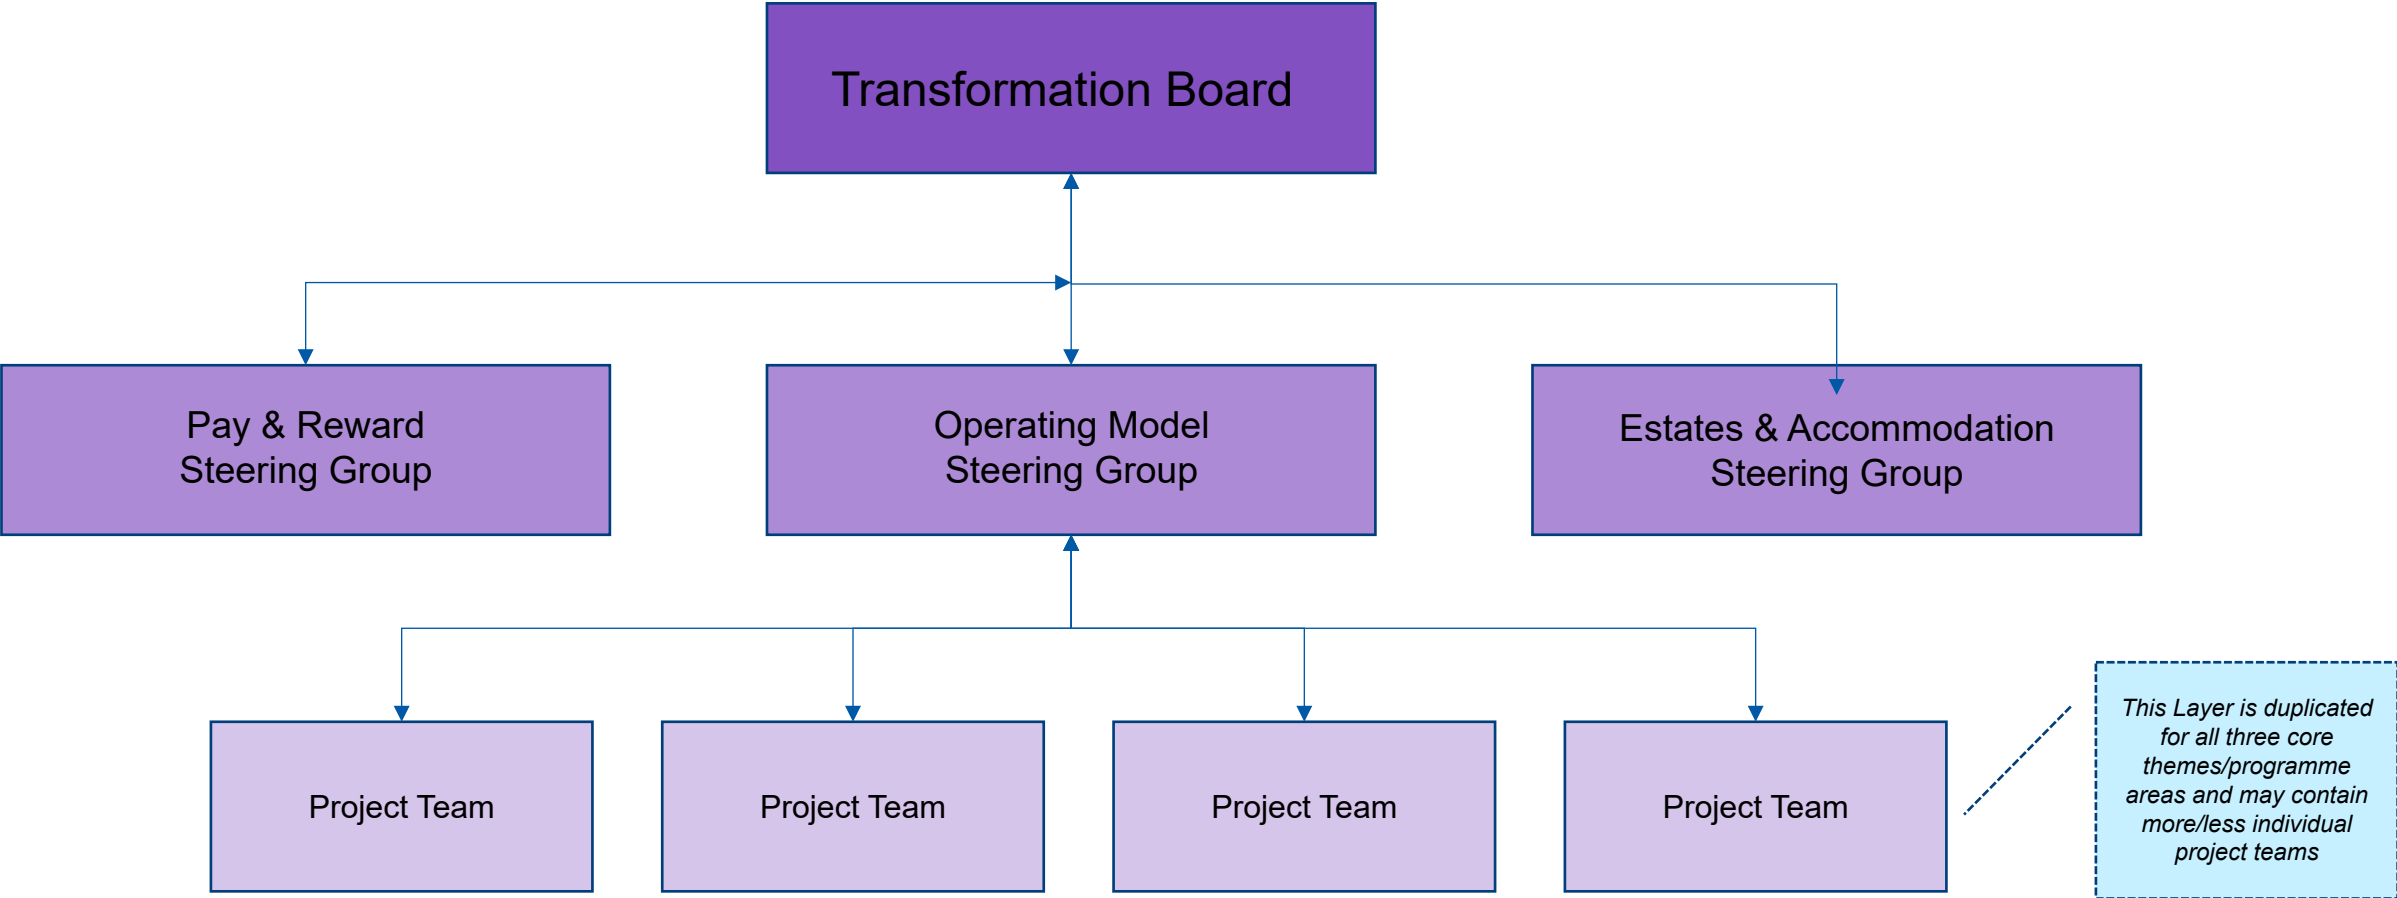 Transformation Board
Pay & Reward
Steering Group
Operating Model
Steering Group
Estates & Accommodation
Steering Group
Project Team
Project Team
Project Team
Project Team
This Layer is duplicated
for all three core
themes/programme
areas and may contain
more/less individual
project teams